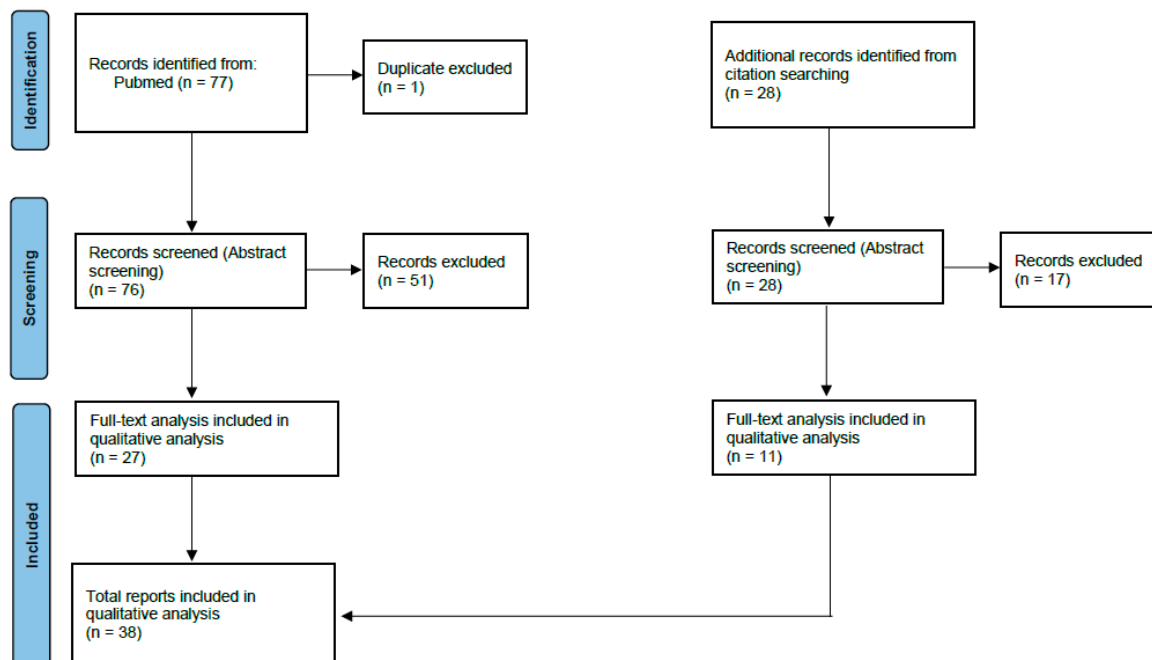 Identification
Records identified from:
Pubmed (n = 77)
Duplicate excluded
(n = 1)
Additional records identified from
citation searching
(n = 28)
Screening
Records screened (Abstract
screening)
(n = 76)
Records excluded
(n = 51)
Records screened (Abstract
screening)
(n = 28)
Records excluded
(n = 17)
Included
Full-text analysis included in
qualitative analysis
(n = 27)
Full-text analysis included in
qualitative analysis
(n = 11)
Total reports included in
qualitative analysis
(n = 38)